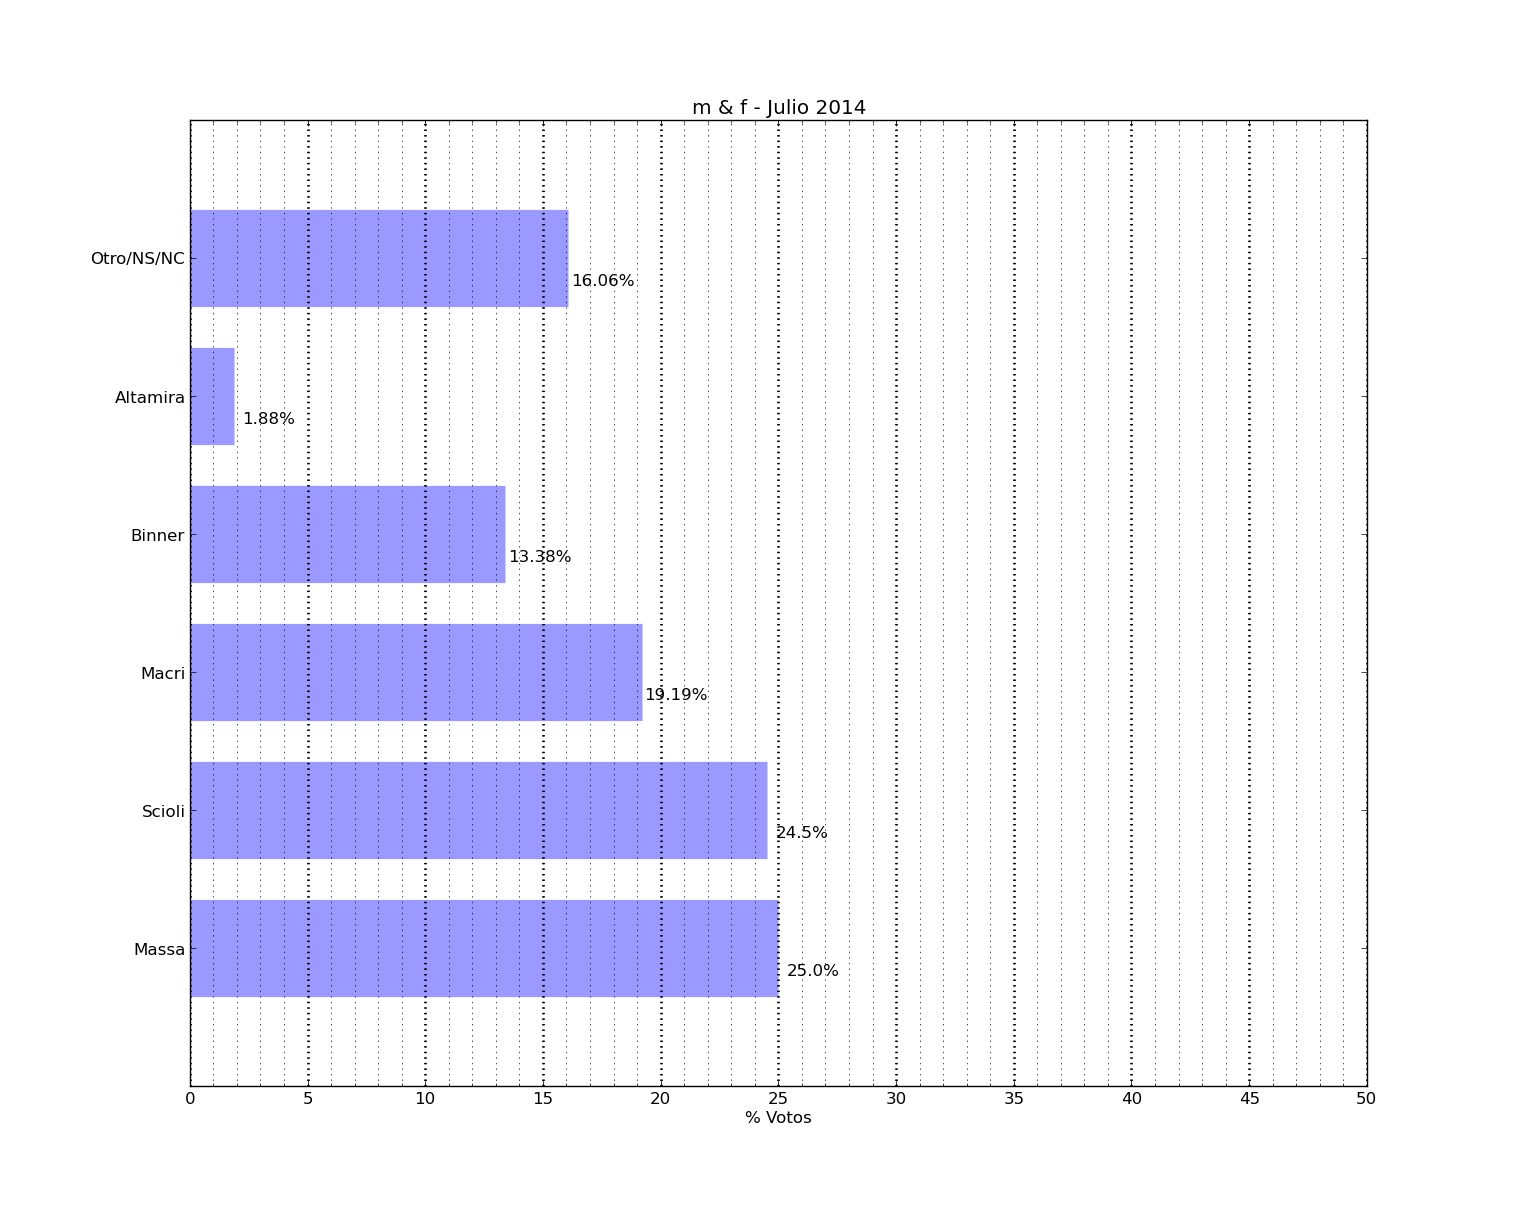 m & f - Julio 2014
Otro/NS/NC
16.06%
Altamira
1.88%
Binner
13.38%
Macri
19.19%
Scioli
24.5%
Massa
25.0%
0 5 10 15 20 25 30 35 40 45 50
% Votos